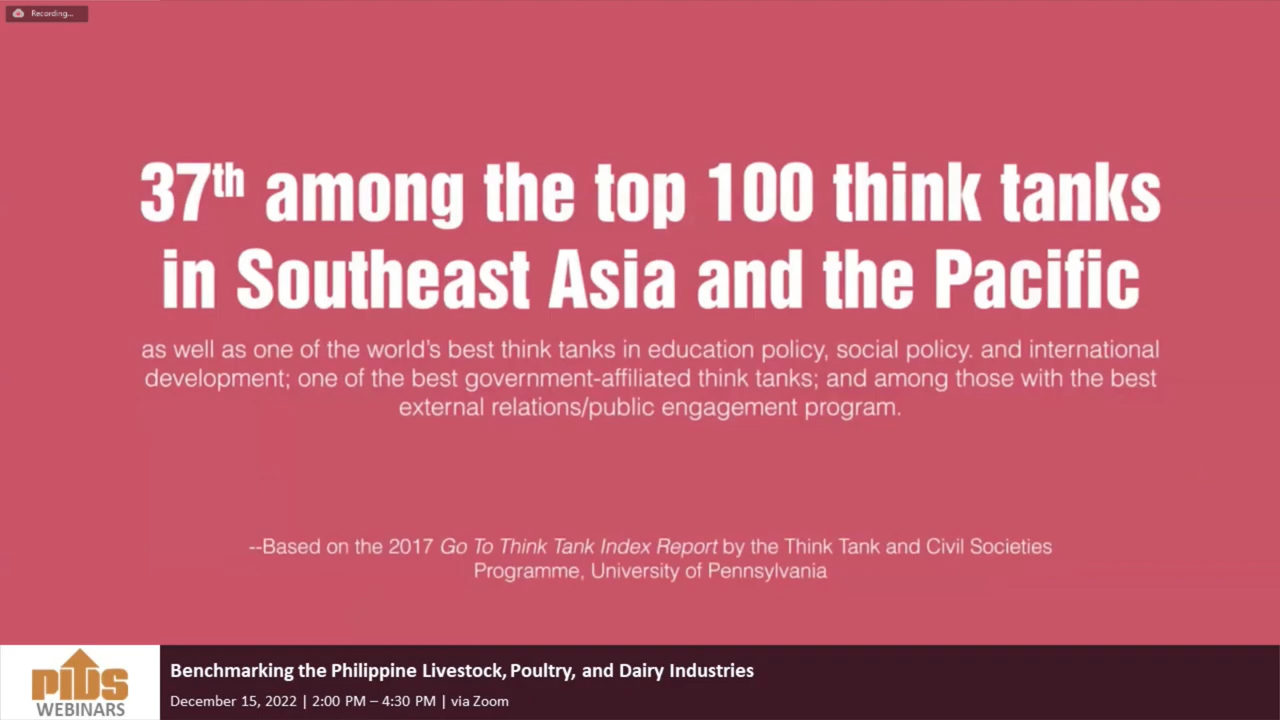 Recording...
37th among the top 100 think tanks
in Southeast Asia and the Pacific
as well as one of the world's best think tanks in education policy, social policy. and international
development; one of the best government-affiliated think tanks; and among those with the best
external relations/public engagement program.
--Based on the 2017 Go To Think Tank Index Report by the Think Tank and Civil Societies
Programme, University of Pennsylvania
PIDS
WEBINARS
Benchmarking the Philippine Livestock, Poultry, and Dairy Industries
December 15, 2022 | 2:00 PM – 4:30 PM | via Zoom